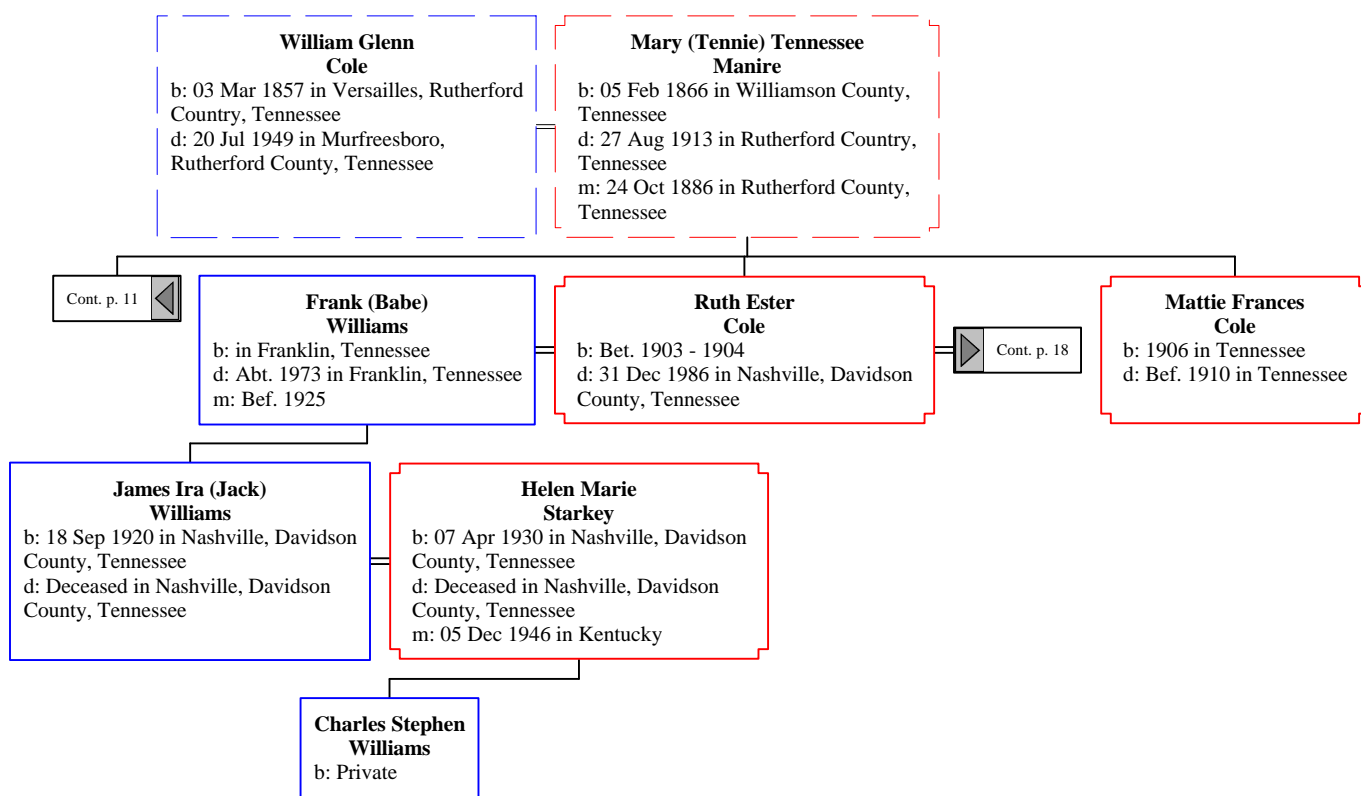 William Glenn
Cole
b: 03 Mar 1857 in Versailles, Rutherford
Country, Tennessee
d: 20 Jul 1949 in Murfreesboro,
Rutherford County, Tennessee
Mary (Tennie) Tennessee
Manire
b: 05 Feb 1866 in Williamson County,
Tennessee
d: 27 Aug 1913 in Rutherford Country,
Tennessee
m: 24 Oct 1886 in Rutherford County,
Tennessee
Cont. p. 11
Frank (Babe)
Williams
b: in Franklin, Tennessee
d: Abt. 1973 in Franklin, Tennessee
m: Bef. 1925
Ruth Ester
Cole
b: Bet. 1903 - 1904
d: 31 Dec 1986 in Nashville, Davidson
County, Tennessee
Cont. p. 18
Mattie Frances
Cole
b: 1906 in Tennessee
d: Bef. 1910 in Tennessee
James Ira (Jack)
Williams
b: 18 Sep 1920 in Nashville, Davidson
County, Tennessee
d: Deceased in Nashville, Davidson
County, Tennessee
Helen Marie
Starkey
b: 07 Apr 1930 in Nashville, Davidson
County, Tennessee
d: Deceased in Nashville, Davidson
County, Tennessee
m: 05 Dec 1946 in Kentucky
Charles Stephen
Williams
b: Private